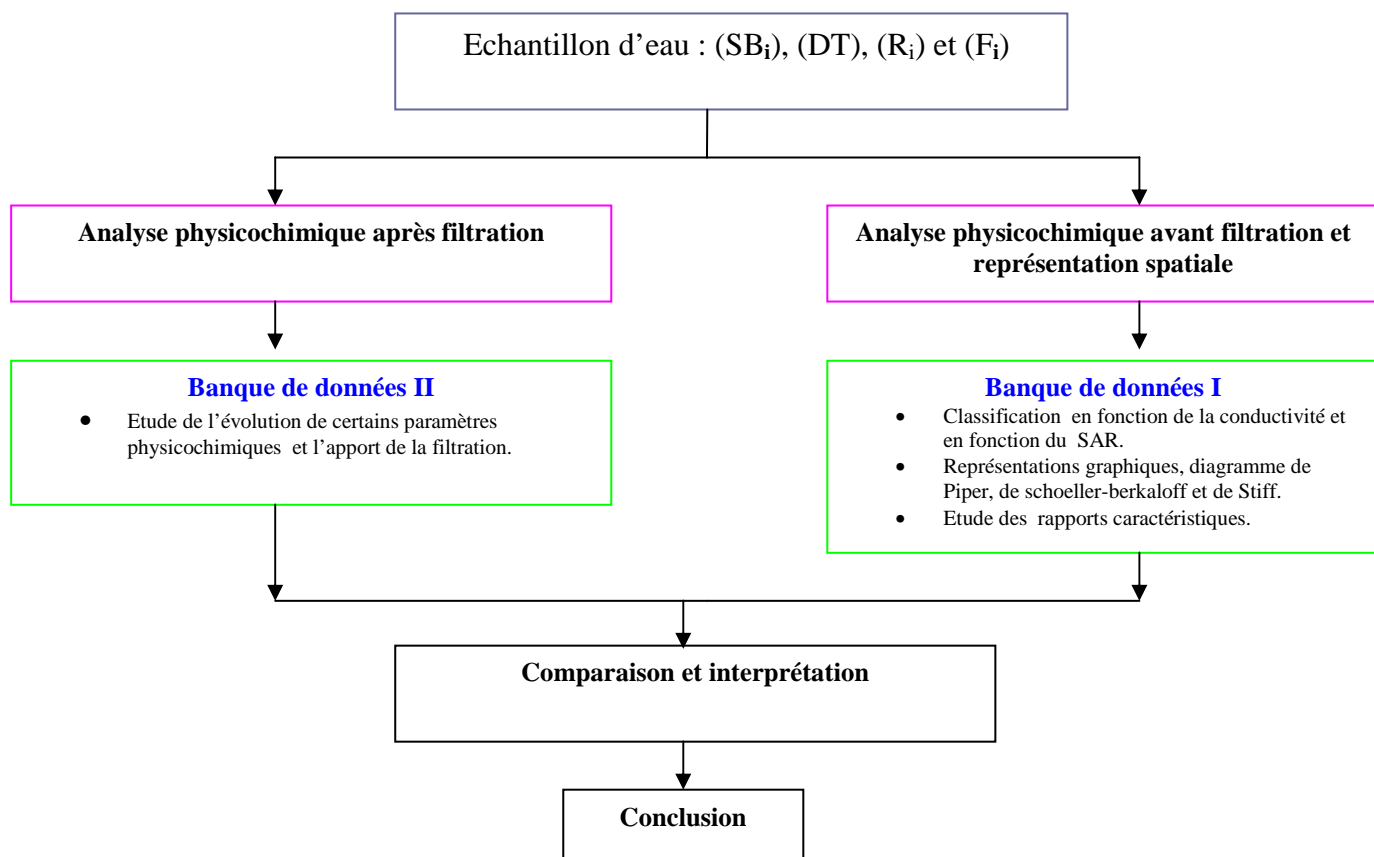 Echantillon d’eau : (SBi), (DT), (Ri) et (Fi)
Analyse physicochimique après filtration
Analyse physicochimique avant filtration et
représentation spatiale
Banque de données II
• Etude de l’évolution de certains paramètres
physicochimiques et l’apport de la filtration.
Banque de données I
• Classification en fonction de la conductivité et
en fonction du SAR.
• Représentations graphiques, diagramme de
Piper, de schoeller-berkaloff et de Stiff.
• Etude des rapports caractéristiques.
Comparaison et interprétation
Conclusion